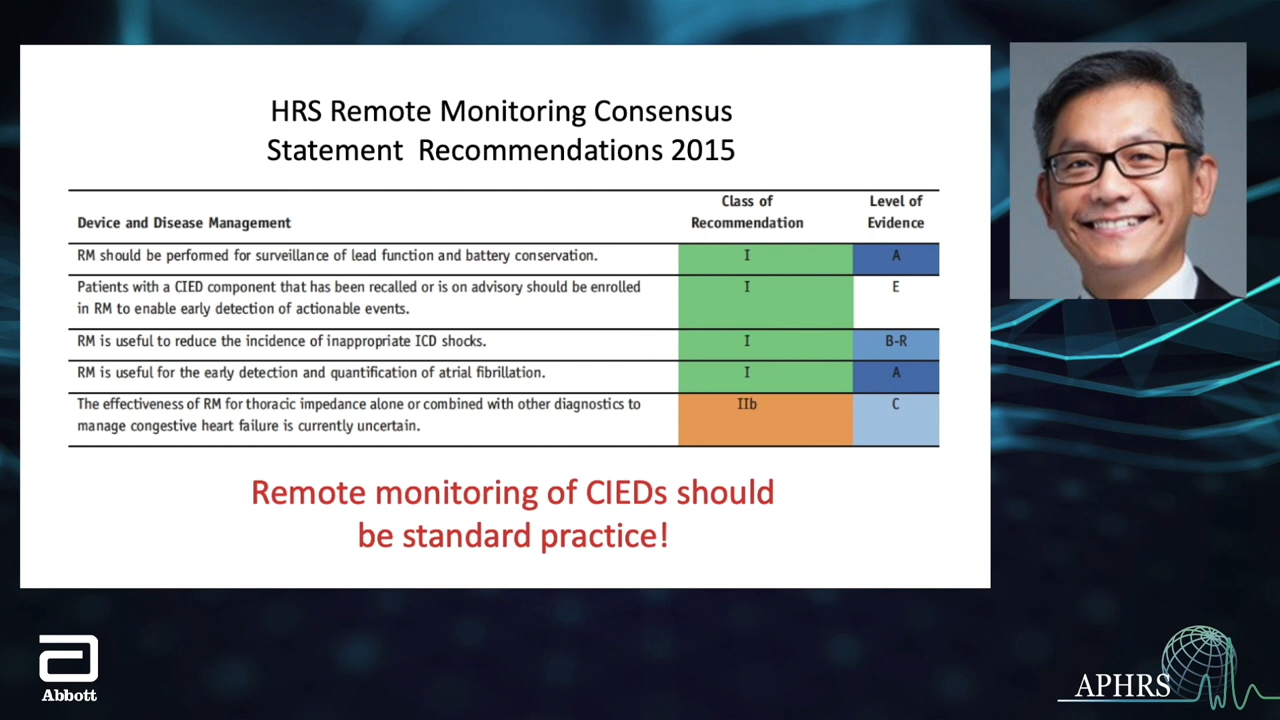 HRS Remote Monitoring Consensus
Statement Recommendations 2015
Device and Disease Management
Class of
Recommendation
Level of
Evidence
RM should be performed for surveillance of lead function and battery conservation.
I
A
Patients with a CIED component that has been recalled or is on advisory should be enrolled
in RM to enable early detection of actionable events.
I
E
RM is useful to reduce the incidence of inappropriate ICD shocks.
I
B-R
RM is useful for the early detection and quantification of atrial fibrillation.
I
A
The effectiveness of RM for thoracic impedance alone or combined with other diagnostics to
manage congestive heart failure is currently uncertain.
IIb
C
Remote monitoring of CIEDs should
be standard practice!
Abbott
APHRS